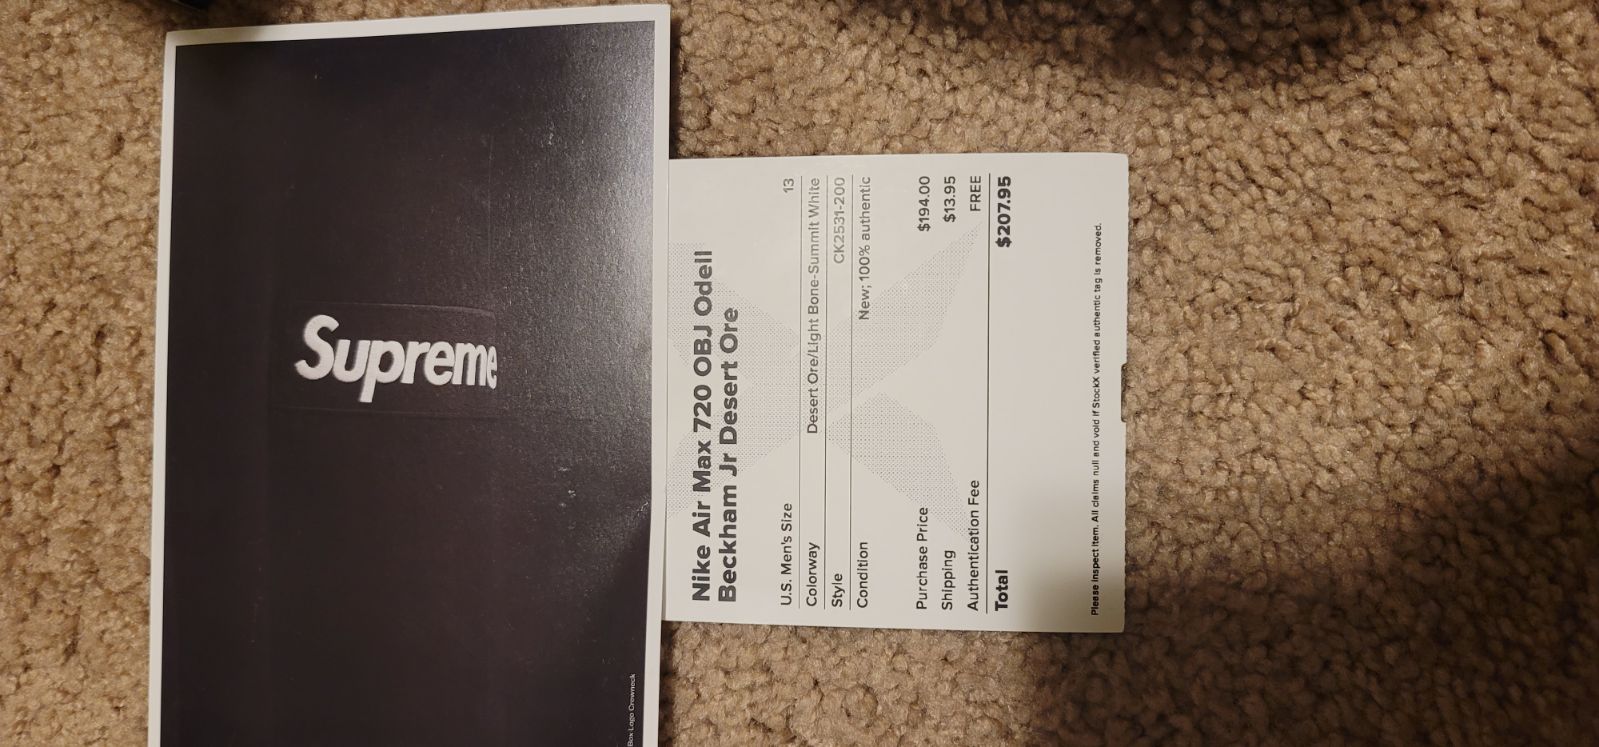 Supreme
Box Logo Crewneck
Nike Air Max 720 OBJ Odell
Beckham Jr Desert Ore
U.S. Men's Size 13
Colorway Desert Ore/Light Bone-Summit White
Style CK2531-200
Condition New; 100% authentic
Purchase Price $194.00
Shipping $13.95
Authentication Fee FREE
Total $207.95
Please inspect item. All claims null and void if StockX verified authentic tag is removed.